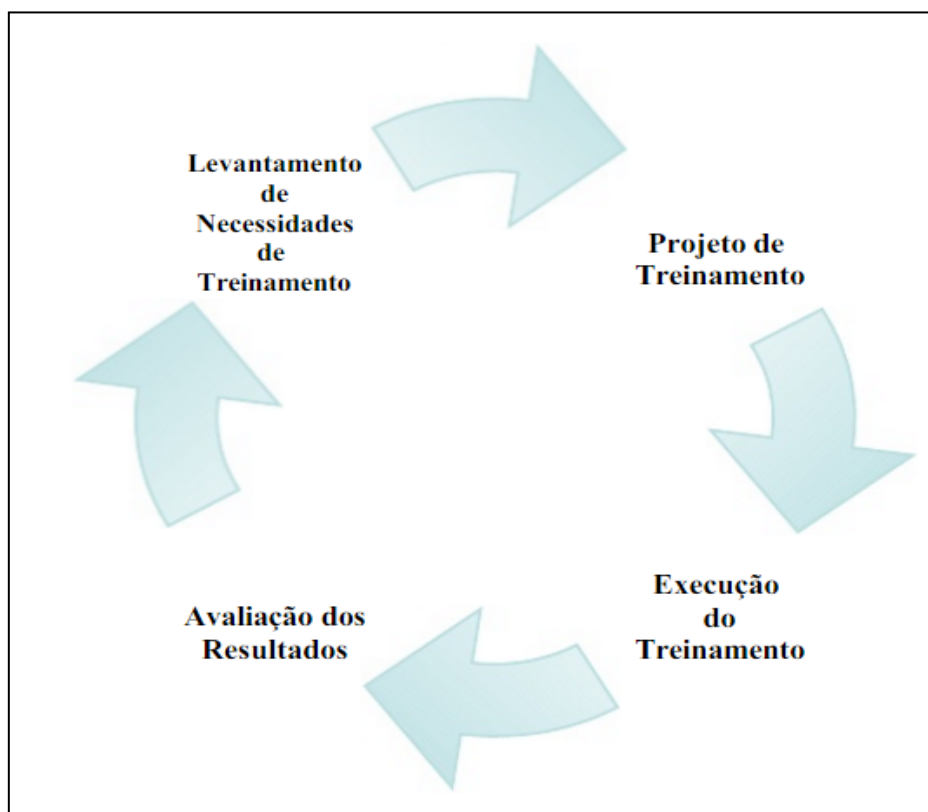 Levantamento
de
Necessidades
de
Treinamento
Projeto de
Treinamento
Execução
do
Treinamento
Avaliação dos
Resultados